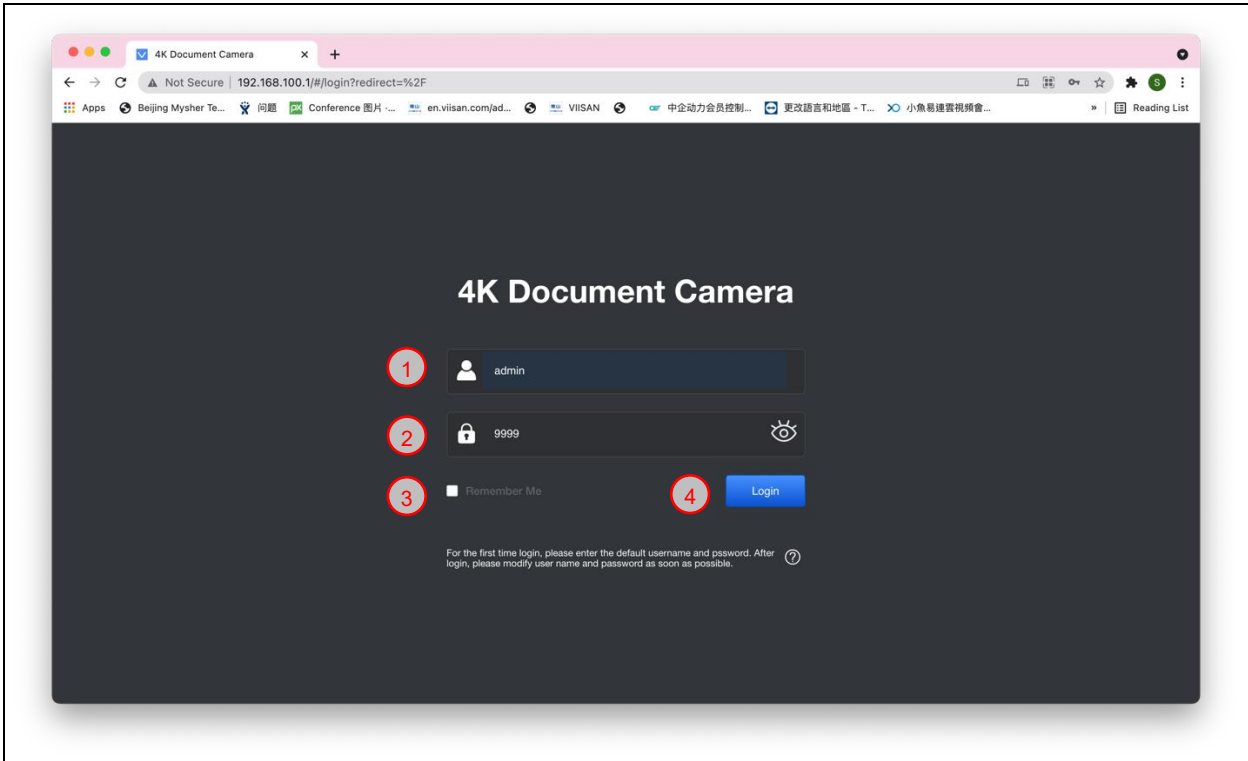 4K Document Camera
Not Secure | 192.168.100.1/#/login?redirect=%2F
Apps Beijing Mysher Te... 问题 Conference 图片 -... en.viisan.com/ad... VIISAN 中企动力会员控制... 更改語言和地區 - T... 小魚易連雲視頻會... » Reading List
4K Document Camera
1 admin
2 9999
3 Remember Me 4 Login
For the first time login, please enter the default username and pssword. After
login, please modify user name and password as soon as possible.